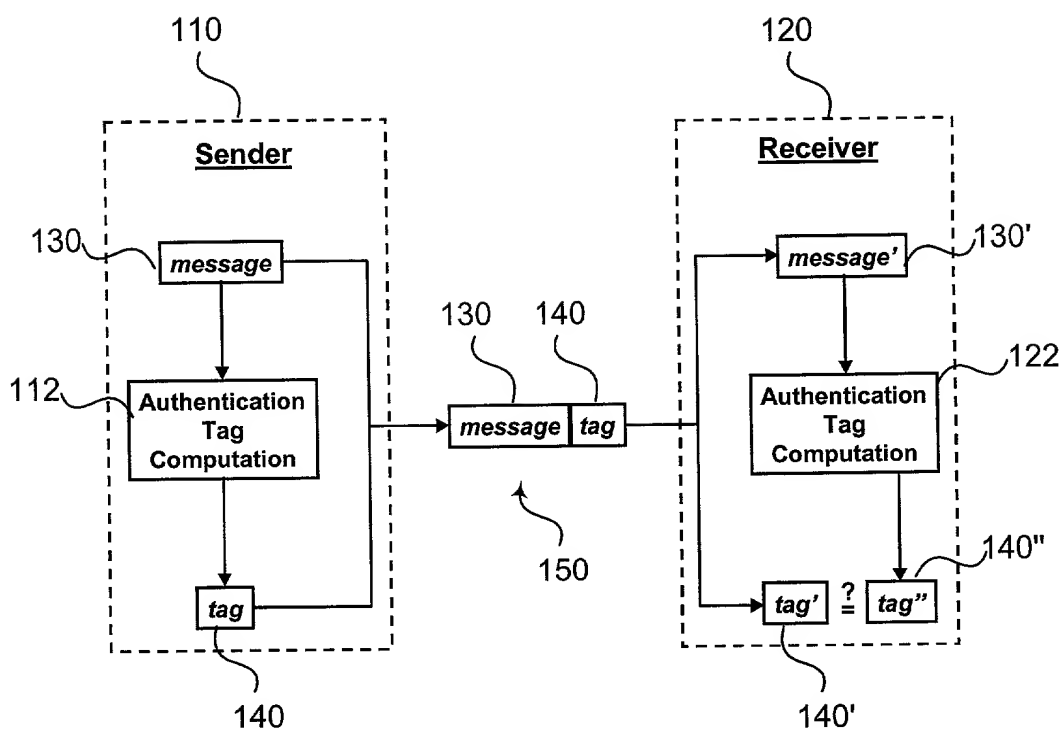 110
120
Sender
Receiver
130
message
message’
130'
130
140
112
Authentication
Tag
Computation
message
tag
Authentication
Tag
Computation
122
150
140"
tag
tag’
?
=
tag”
140
140'